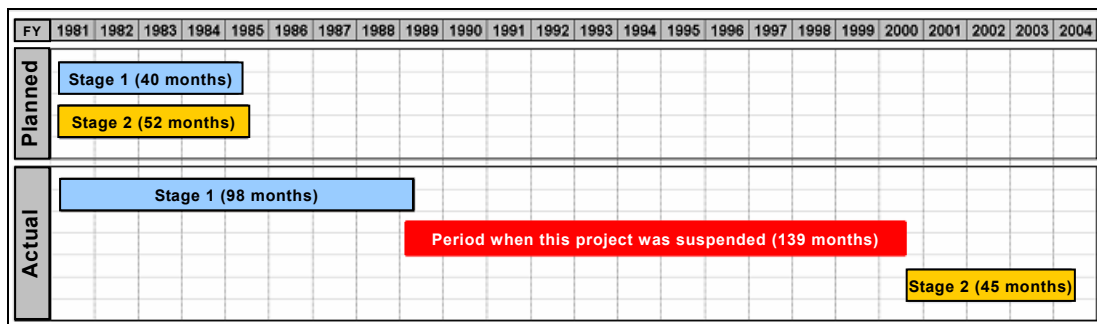 FY 1981 1982 1983 1984 1985 1986 1987 1988 1989 1990 1991 1992 1993 1994 1995 1996 1997 1998 1999 2000 2001 2002 2003 2004
Planned
Stage 1 (40 months)
Stage 2 (52 months)
Actual
Stage 1 (98 months)
Period when this project was suspended (139 months)
Stage 2 (45 months)